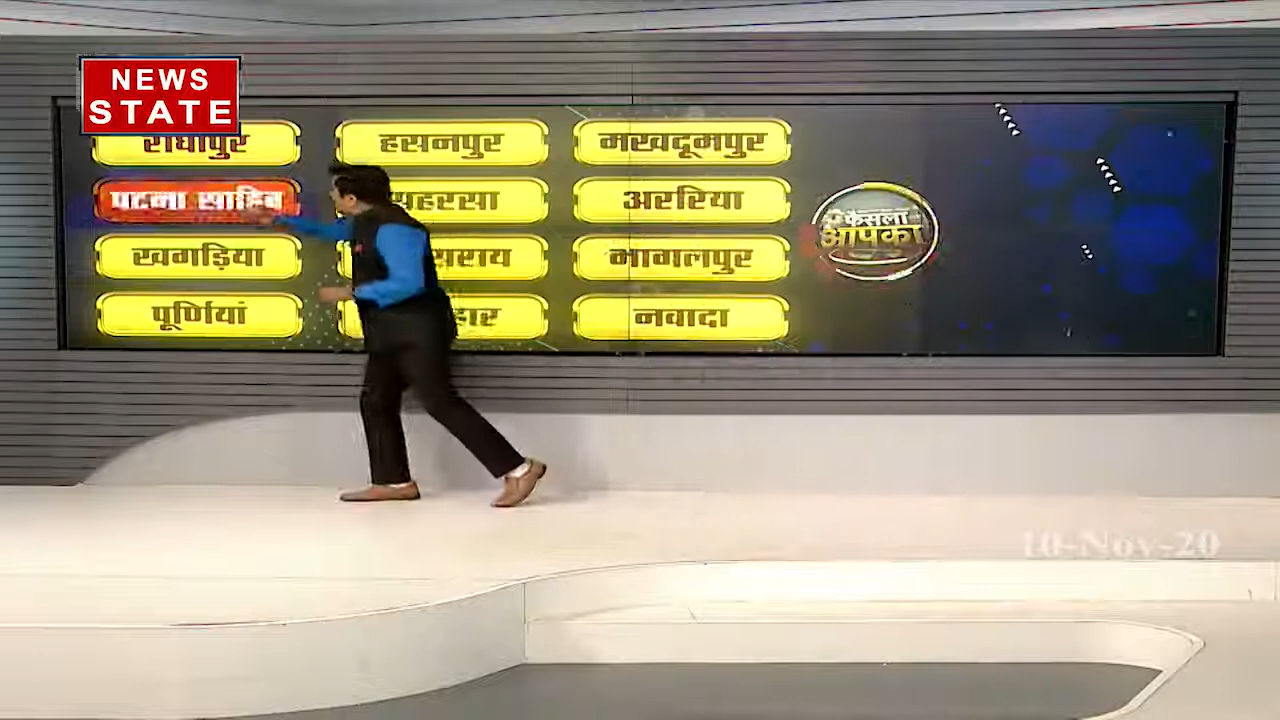 NEWS
STATE
राघोपुर हसनपुर मखदूमपुर
पटना साहिब सहरसा अररिया
खगड़िया भागलपुर
पूर्णियां नवादा
फैसला
आपका
10-Nov-20